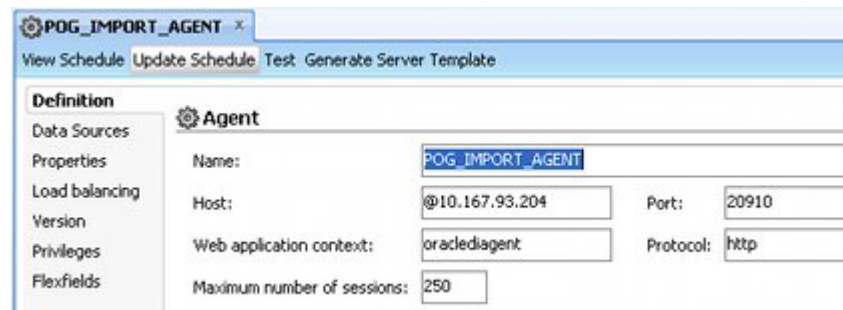 POG_IMPORT_AGENT ×
View Schedule Update Schedule Test Generate Server Template
Definition
Data Sources
Properties
Load balancing
Version
Privileges
Flexfields
Agent
Name: POG_IMPORT_AGENT
Host: @10.167.93.204 Port: 20910
Web application context: oraclediagent Protocol: http
Maximum number of sessions: 250